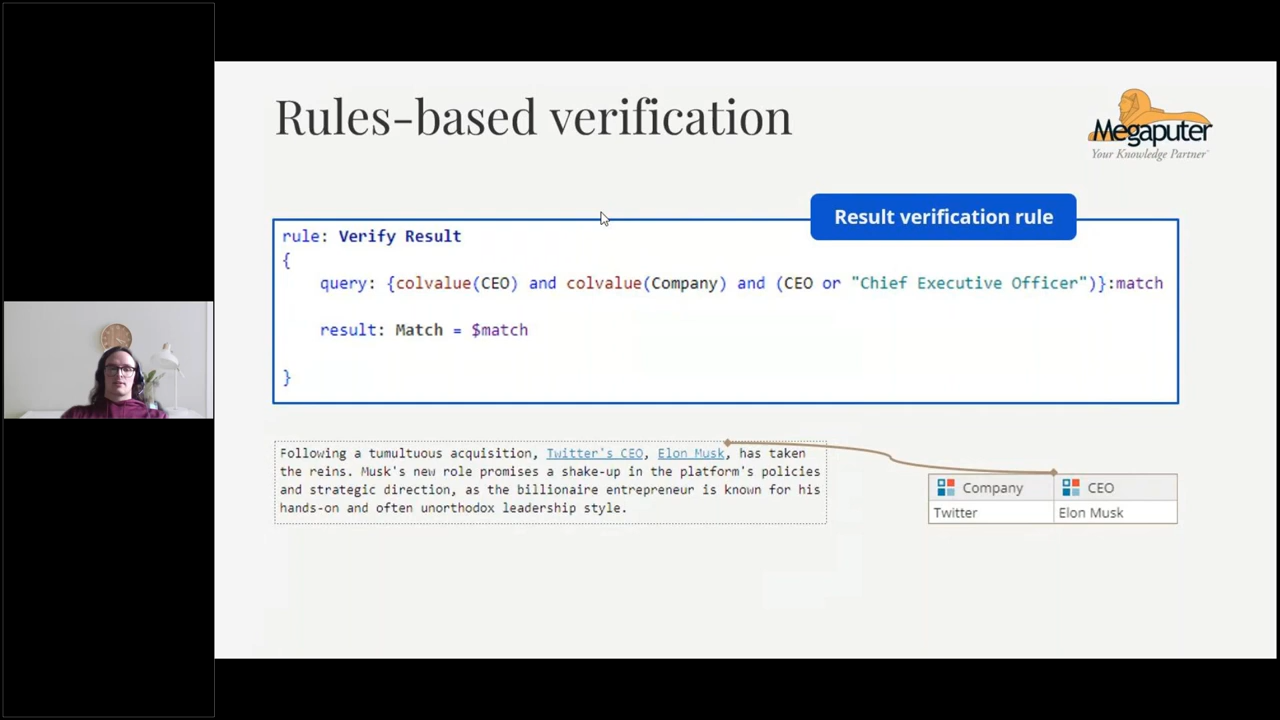 Rules-based verification
Megaputer
Your Knowledge Partner
Result verification rule
rule: Verify Result
{
query: {colvalue(CEO) and colvalue(Company) and (CEO or "Chief Executive Officer")}:match
result: Match = $match
}
Following a tumultuous acquisition, Twitter's CEO, Elon Musk, has taken
the reins. Musk's new role promises a shake-up in the platform's policies
and strategic direction, as the billionaire entrepreneur is known for his
hands-on and often unorthodox leadership style.
Company CEO
Twitter Elon Musk